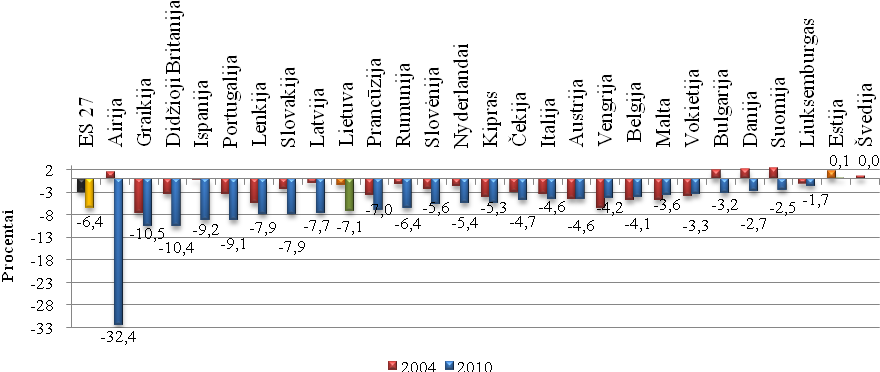 ES 27
Airija
Graikija
Didžioji Britanija
Ispanija
Portugalija
Lenkija
Slovakija
Latvija
Lietuva
Prancūzija
Rumunija
Slovėnija
Nyderlandai
Kipras
Čekija
Italija
Austrija
Vengrija
Belgija
Malta
Vokietija
Bulgarija
Danija
Suomija
Liuksemburgas
Estija
Švedija
Procentai
2
-3
-8
-13
-18
-23
-28
-33
-6,4
-32,4
-10,5
-10,4
-9,2
-9,1
-7,9
-7,9
-7,7
-7,1
-7,0
-6,4
-5,6
-5,4
-5,3
-4,7
-4,6
-4,6
-4,2
-4,1
-3,6
-3,3
-3,2
-2,7
-2,5
-1,7
0,1
0,0
2004 2010